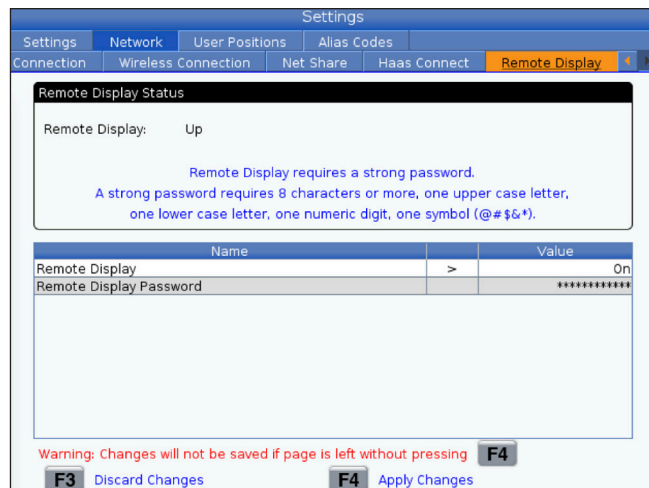 Settings
Settings Network User Positions Alias Codes
Connection Wireless Connection Net Share Haas Connect Remote Display
Remote Display Status
Remote Display: Up
Remote Display requires a strong password.
A strong password requires 8 characters or more, one upper case letter,
one lower case letter, one numeric digit, one symbol (@#$&*).
Name Value
Remote Display > On
Remote Display Password ************
Warning: Changes will not be saved if page is left without pressing F4
F3 Discard Changes F4 Apply Changes